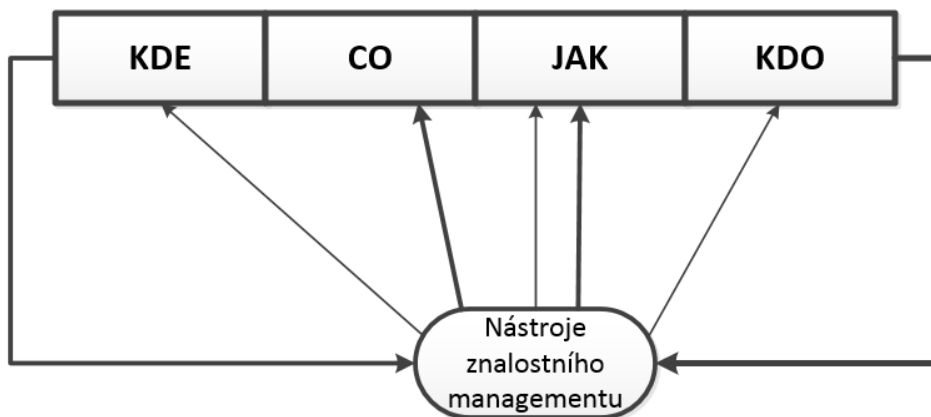 KDE CO JAK KDO
Nástroje
znalostního
managementu